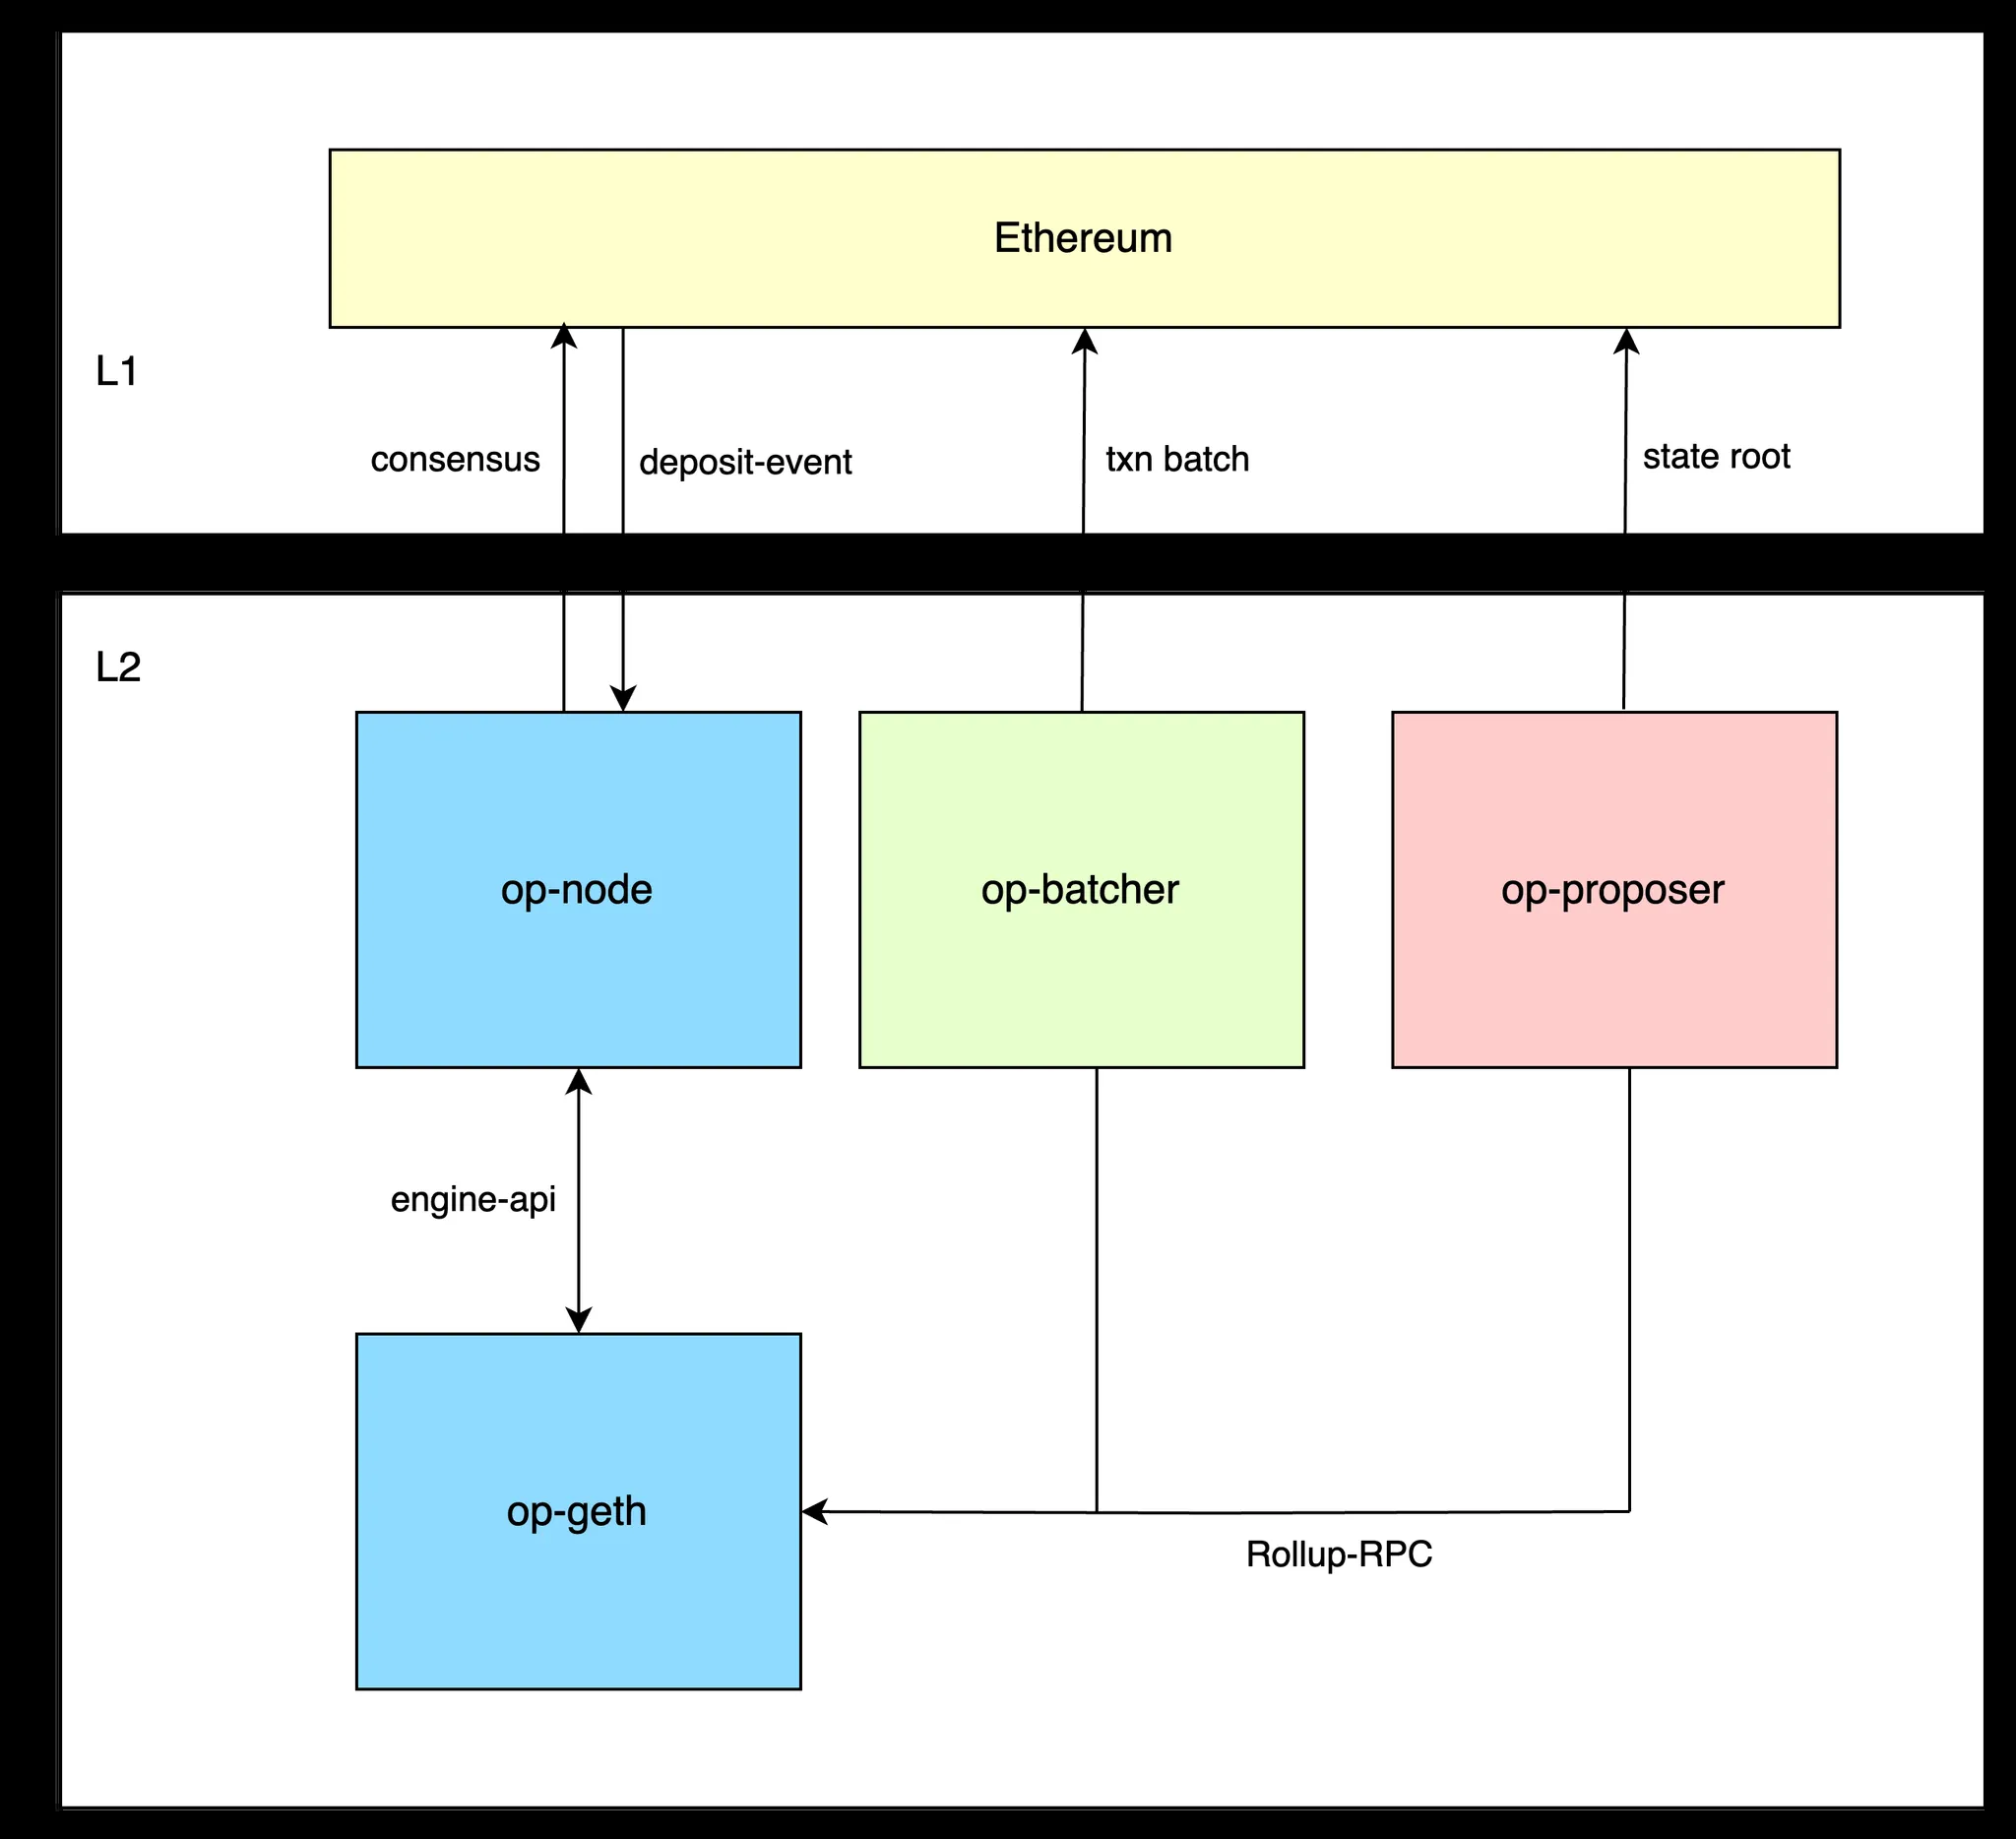 Ethereum
L1
consensus
deposit-event
txn batch
state root
L2
op-node
op-batcher
op-proposer
engine-api
op-geth
Rollup-RPC